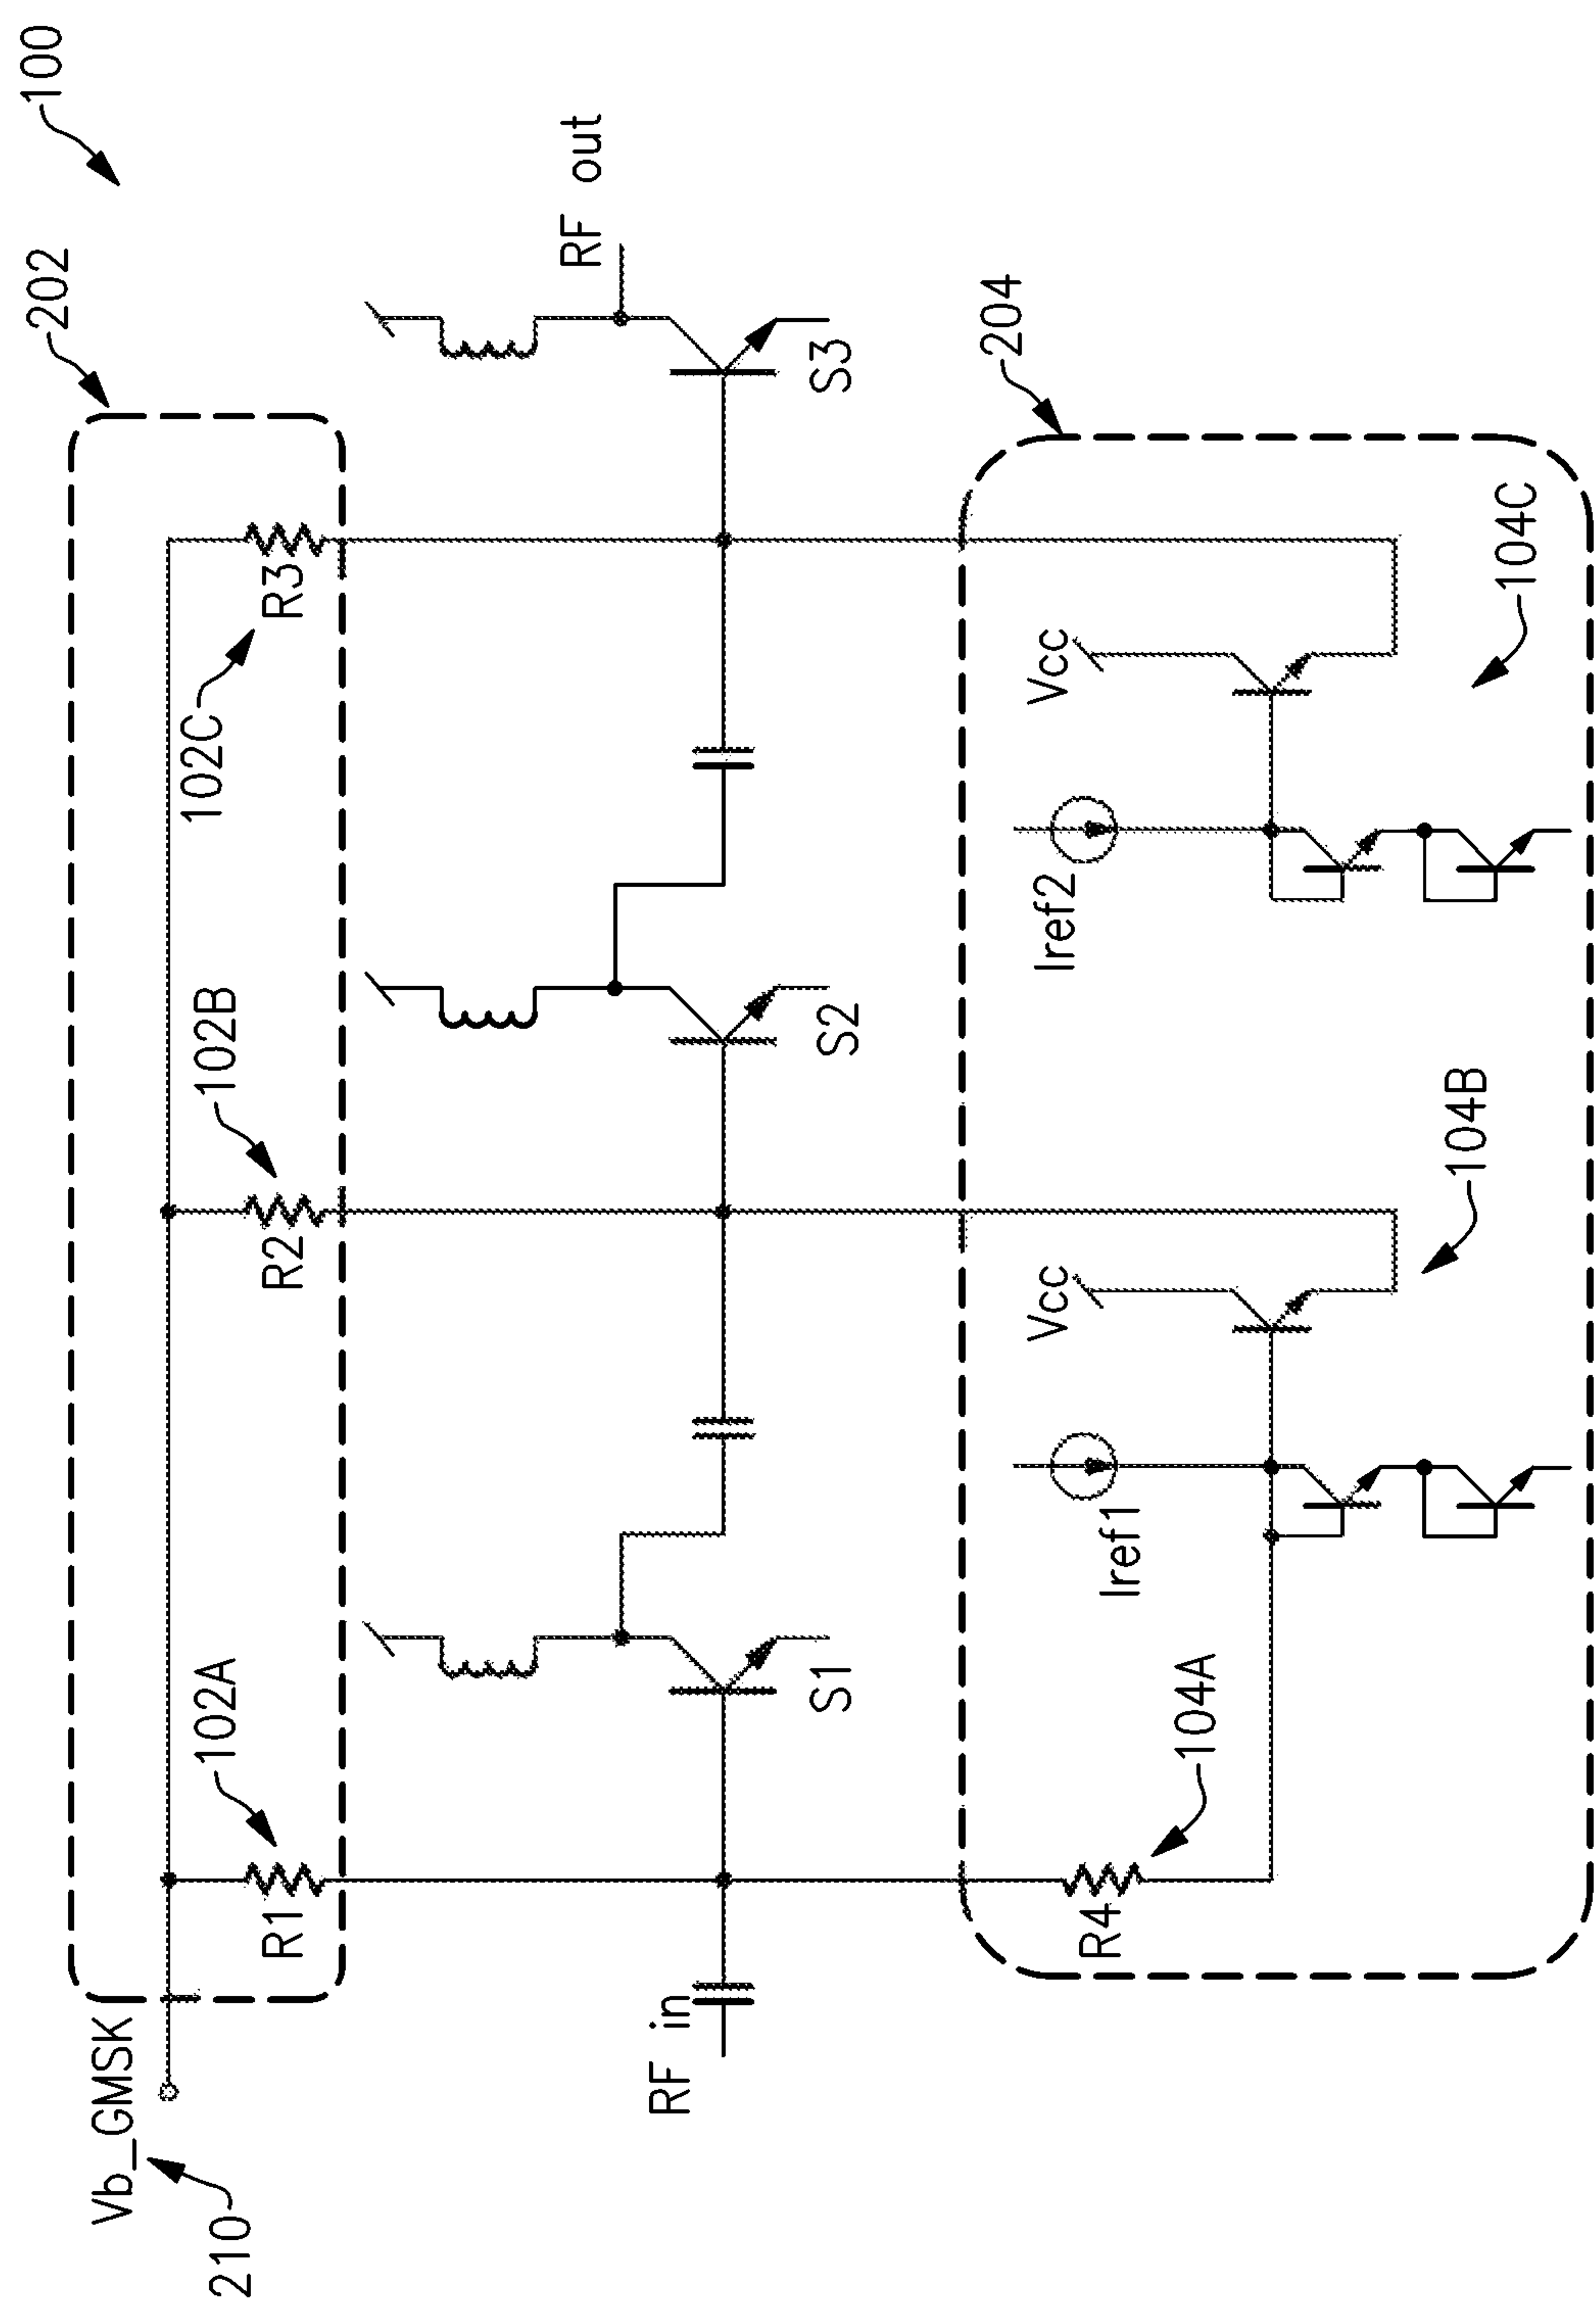 100
202
Vb_GMSK
210
102A
R1
102B
R2
102C
R3
RF in
S1
S2
S3
RF out
204
R4
104A
Iref1
Vcc
104B
Iref2
Vcc
104C